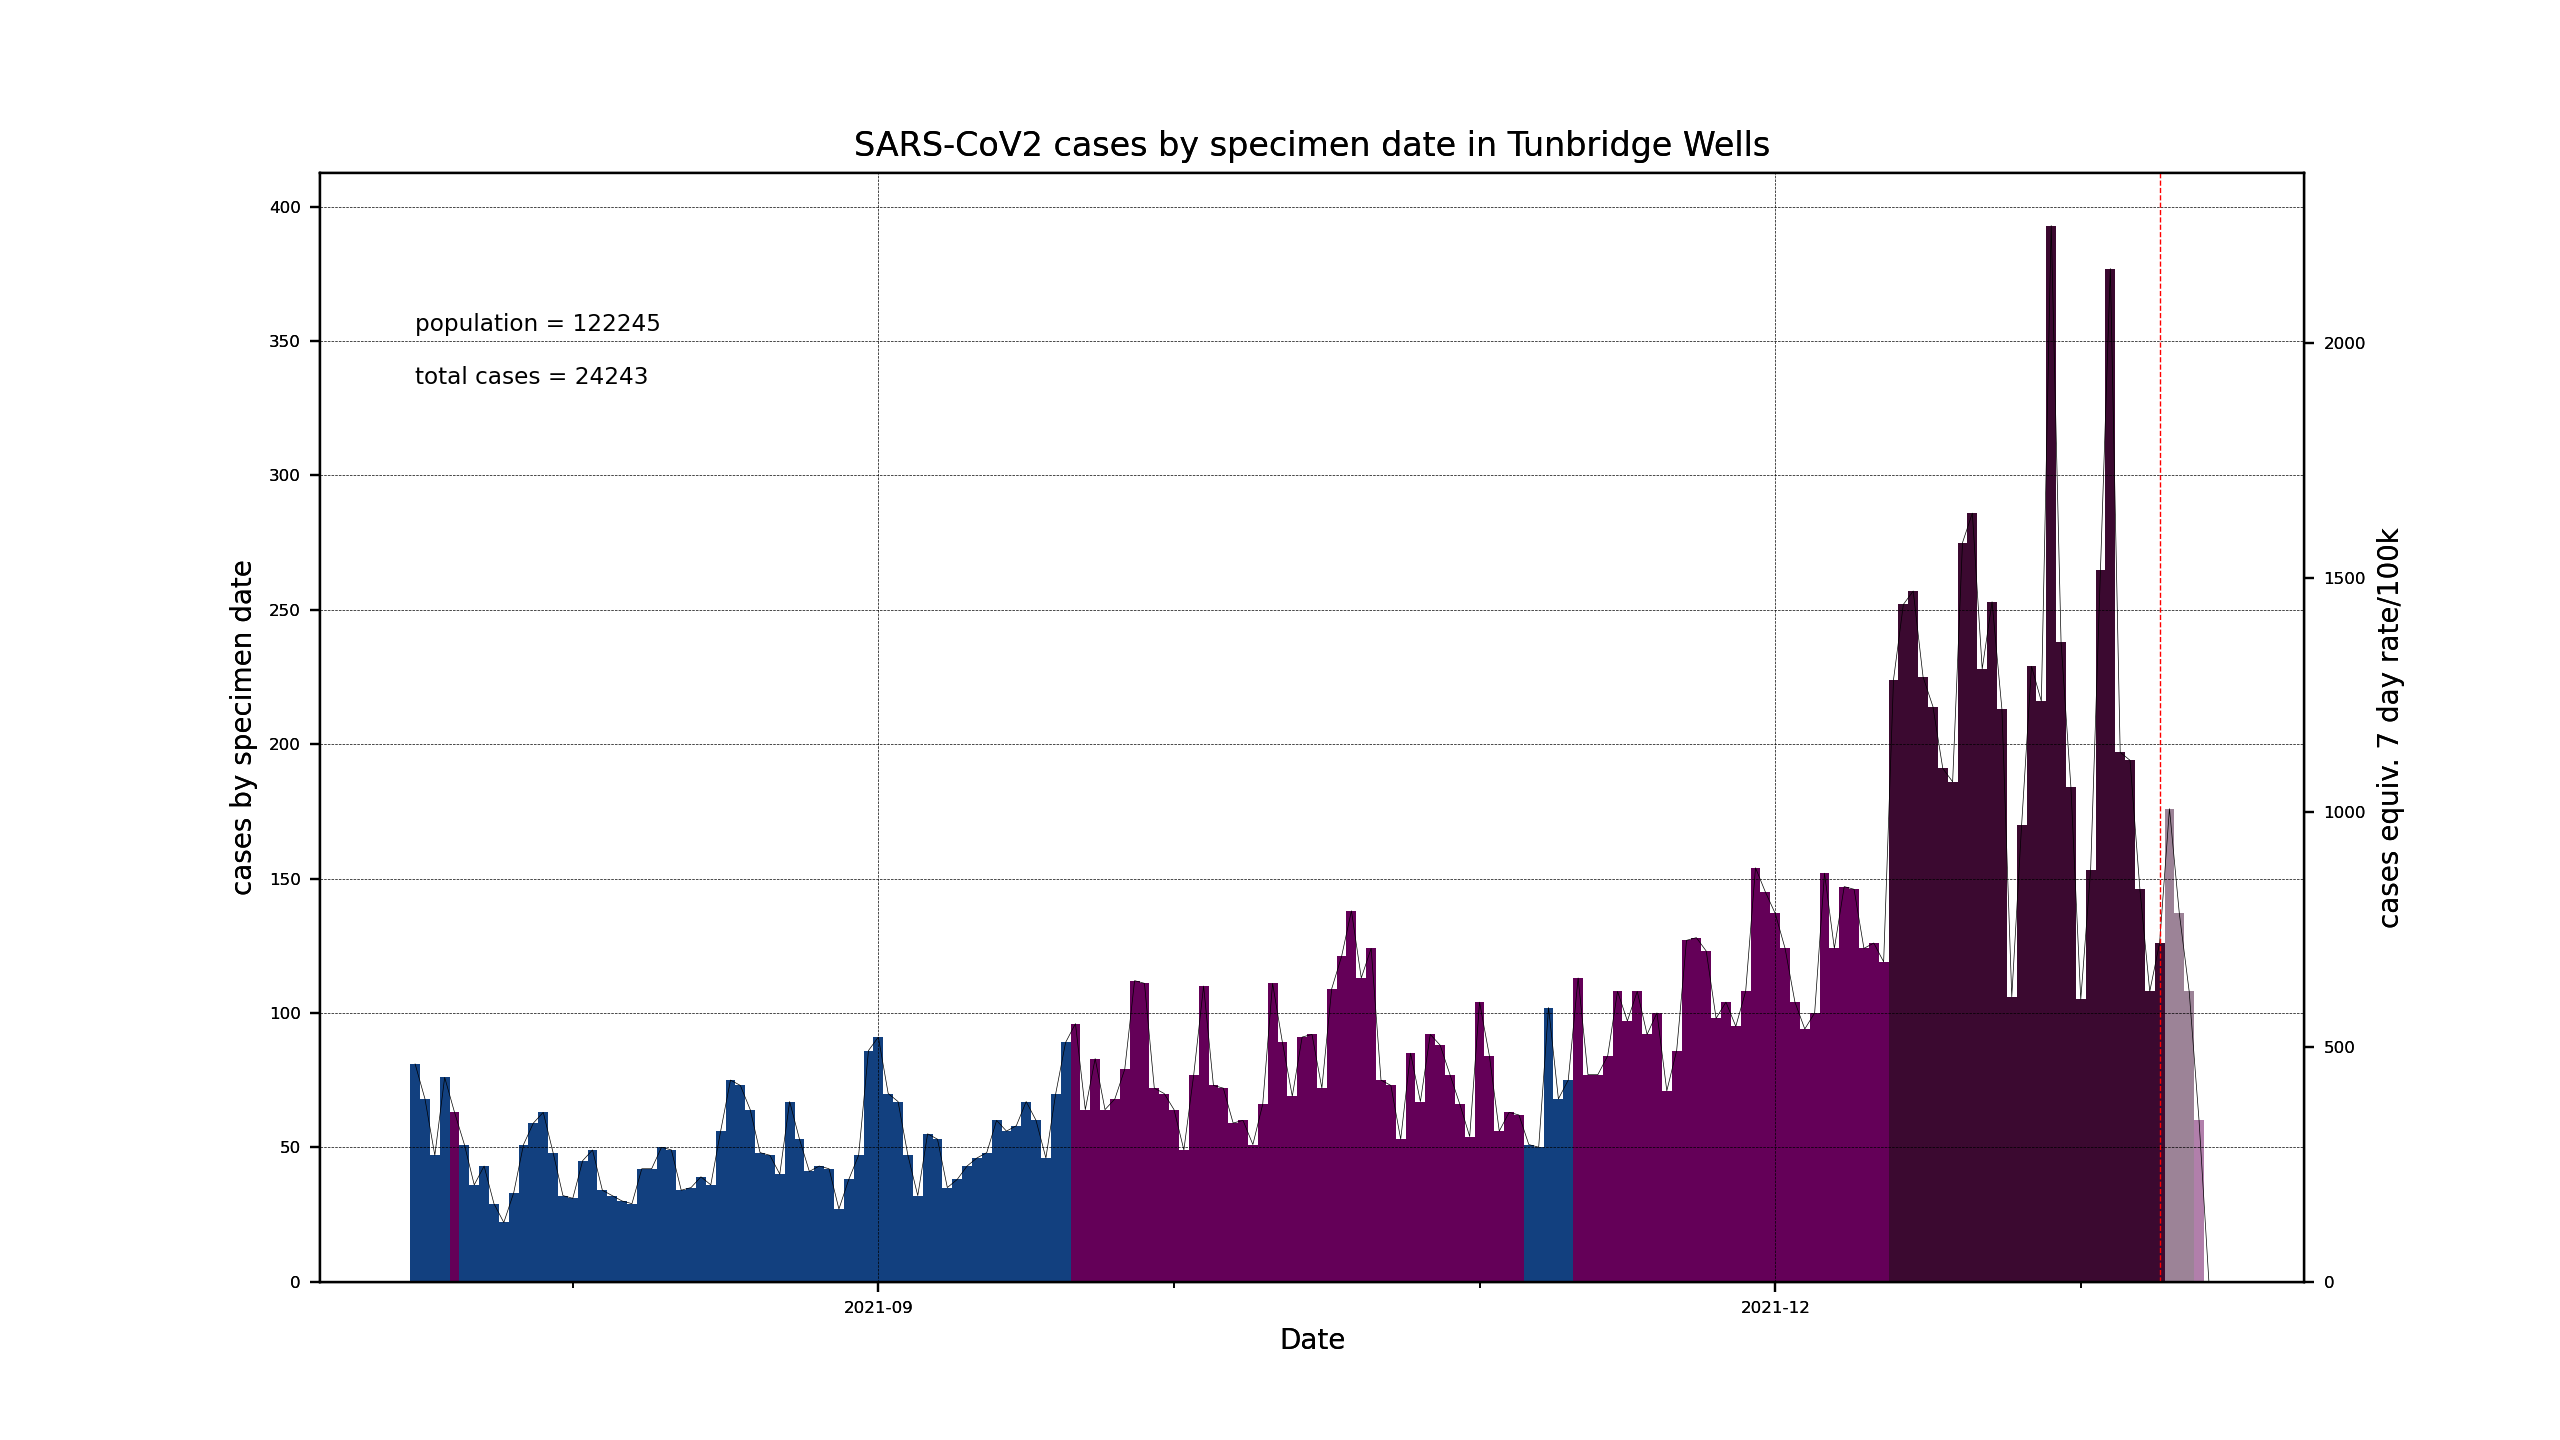 SARS-CoV2 cases by specimen date in Tunbridge Wells
population = 122245
total cases = 24243
cases by specimen date
400
350
300
250
200
150
100
50
0
2000
1500
1000
500
0
cases equiv. 7 day rate/100k
2021-09
2021-12
Date